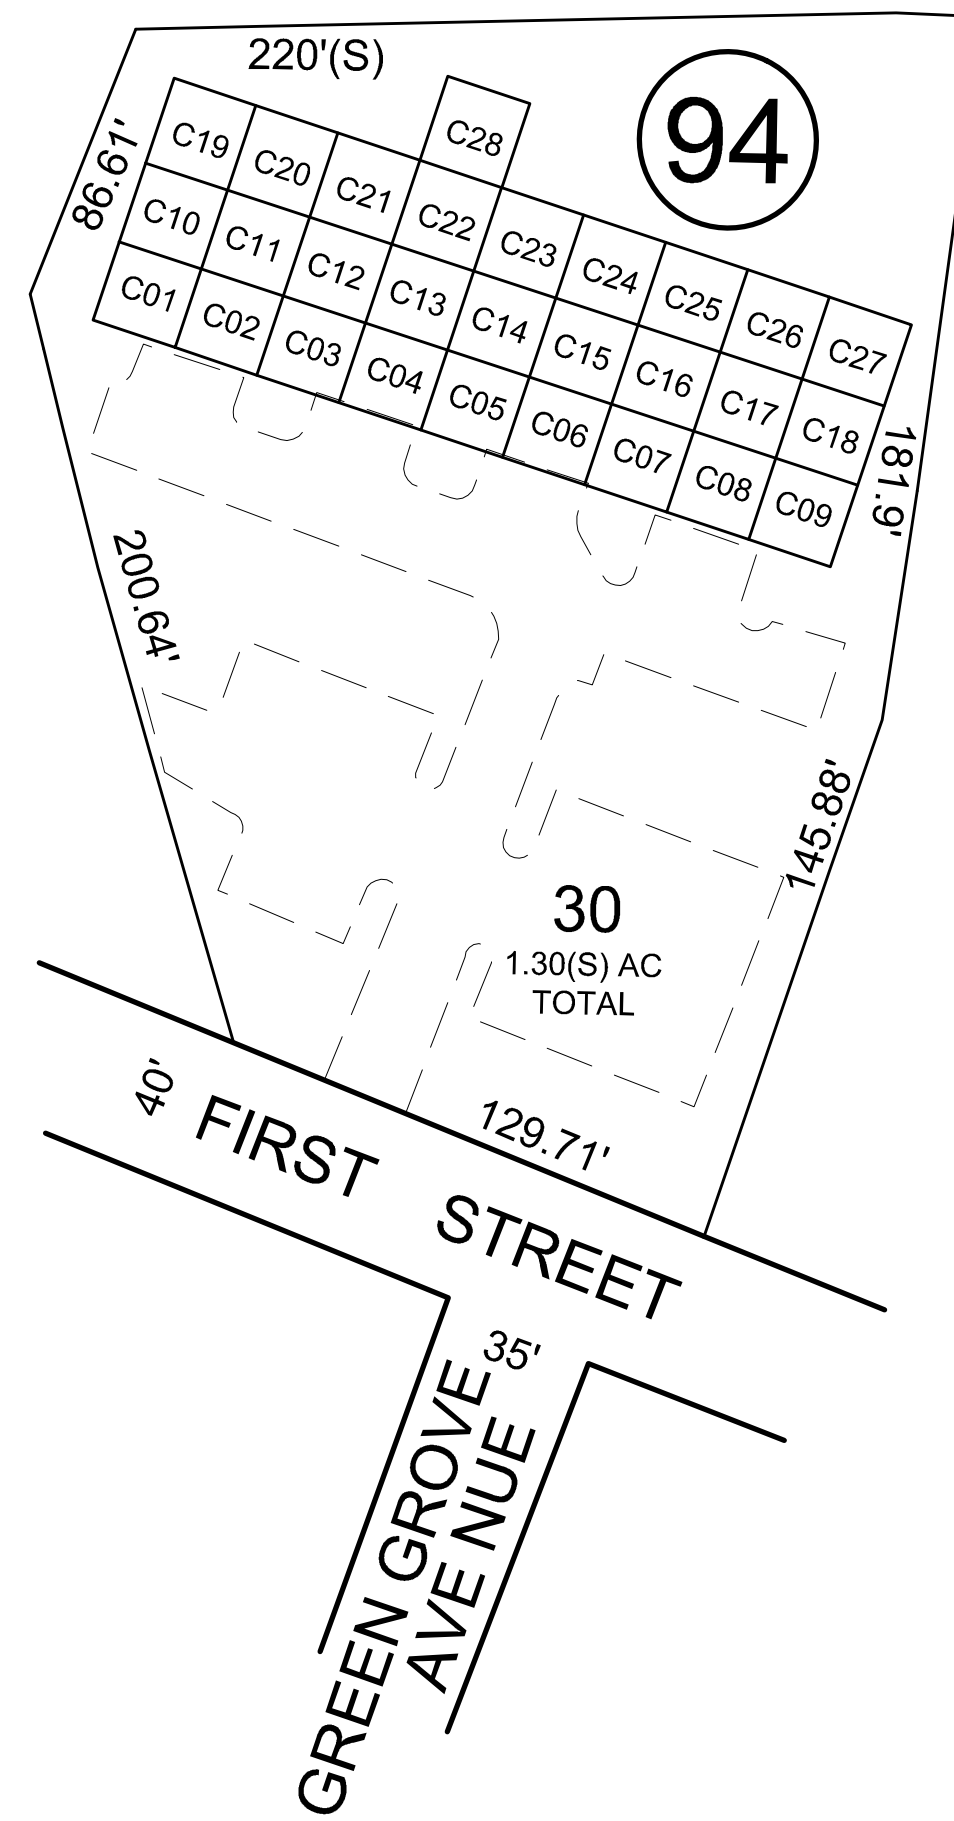 220'(S)
94
86.61'
C28
C19 C20 C21 C22 C23 C24 C25 C26 C27
C10 C11 C12 C13 C14 C15 C16 C17 C18
C01 C02 C03 C04 C05 C06 C07 C08 C09
181.9'
200.64'
145.88'
30
1.30(S) AC
TOTAL
40'
129.71'
FIRST STREET
35'
GREEN GROVE
AVE NUE